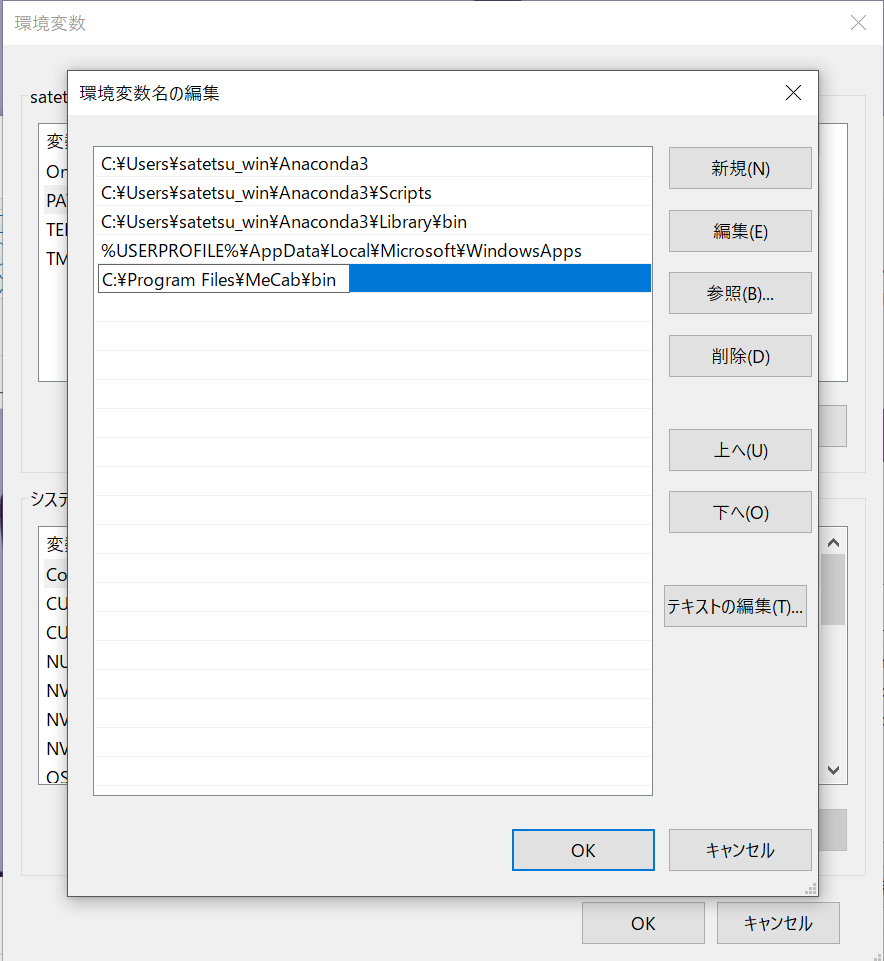 環境変数
satet
変
On
PA
TE
TM
システ
変
Co
CU
CU
NU
NV
NV
NV
OS
環境変数名の編集
C:¥Users¥satetsu_win¥Anaconda3
C:¥Users¥satetsu_win¥Anaconda3¥Scripts
C:¥Users¥satetsu_win¥Anaconda3¥Library¥bin
%USERPROFILE%¥AppData¥Local¥Microsoft¥WindowsApps
C:¥Program Files¥MeCab¥bin
新規(N)
編集(E)
参照(B)...
削除(D)
上へ(U)
下へ(O)
テキストの編集(T)...
OK
キャンセル
OK
キャンセル